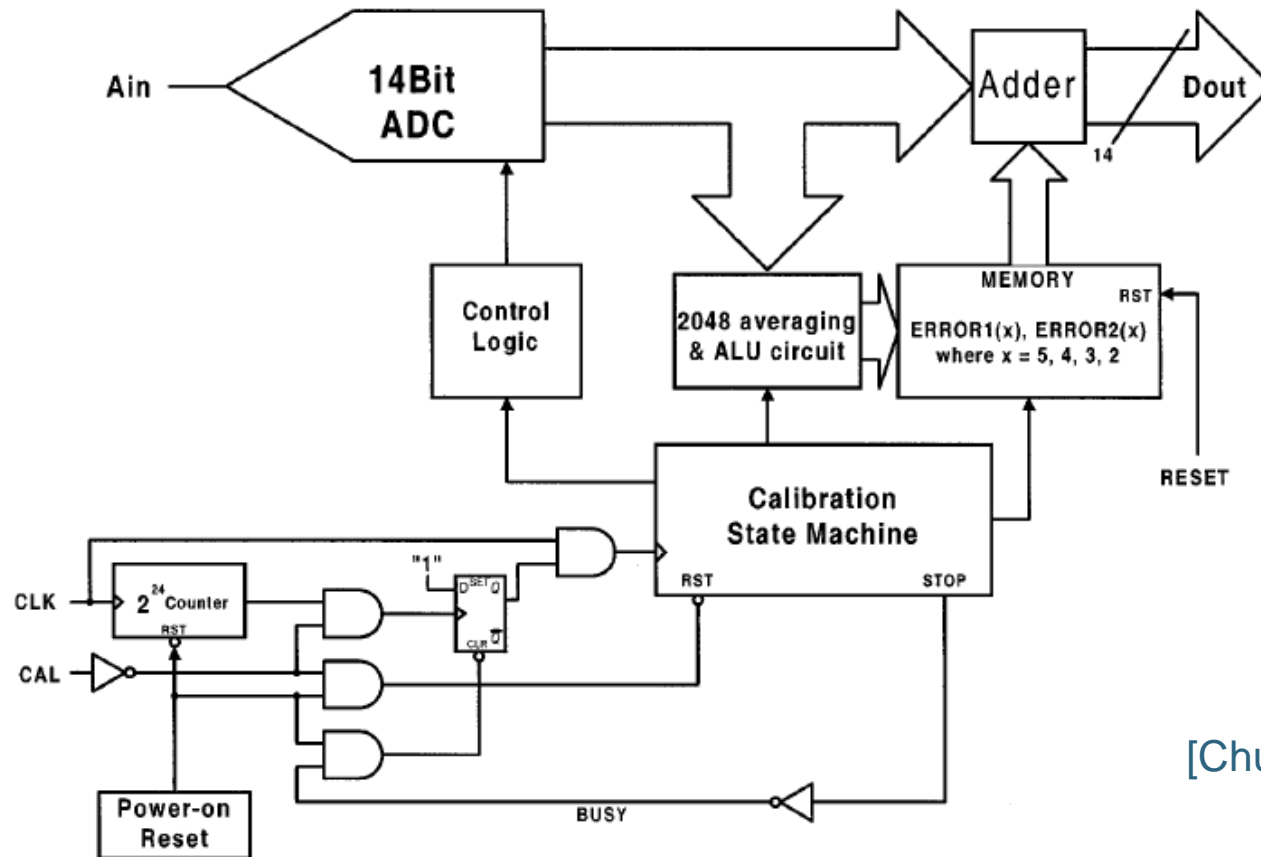 Ain
14Bit
ADC
Adder
Dout
14
Control
Logic
2048 averaging
& ALU circuit
MEMORY
RST
ERROR1(x), ERROR2(x)
where x = 5, 4, 3, 2
RESET
Calibration
State Machine
RST
STOP
"1"
D SET Q
CLR Q̅
CLK
2²⁴ Counter
RST
CAL
BUSY
Power-on
Reset
[Chu